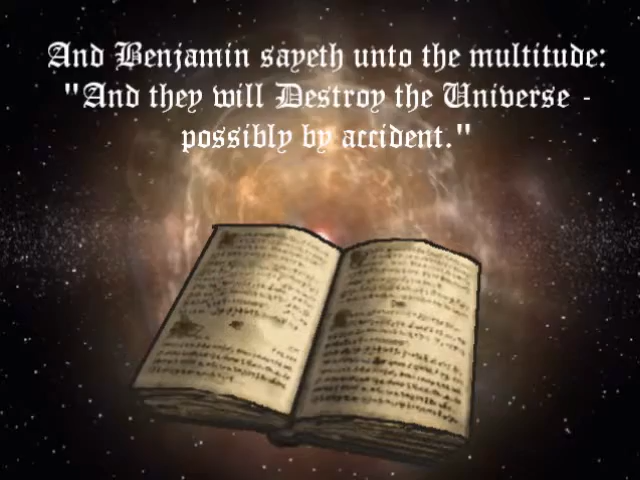 And Benjamin sayeth unto the multitude:
"And they will Destroy the Universe -
possibly by accident."